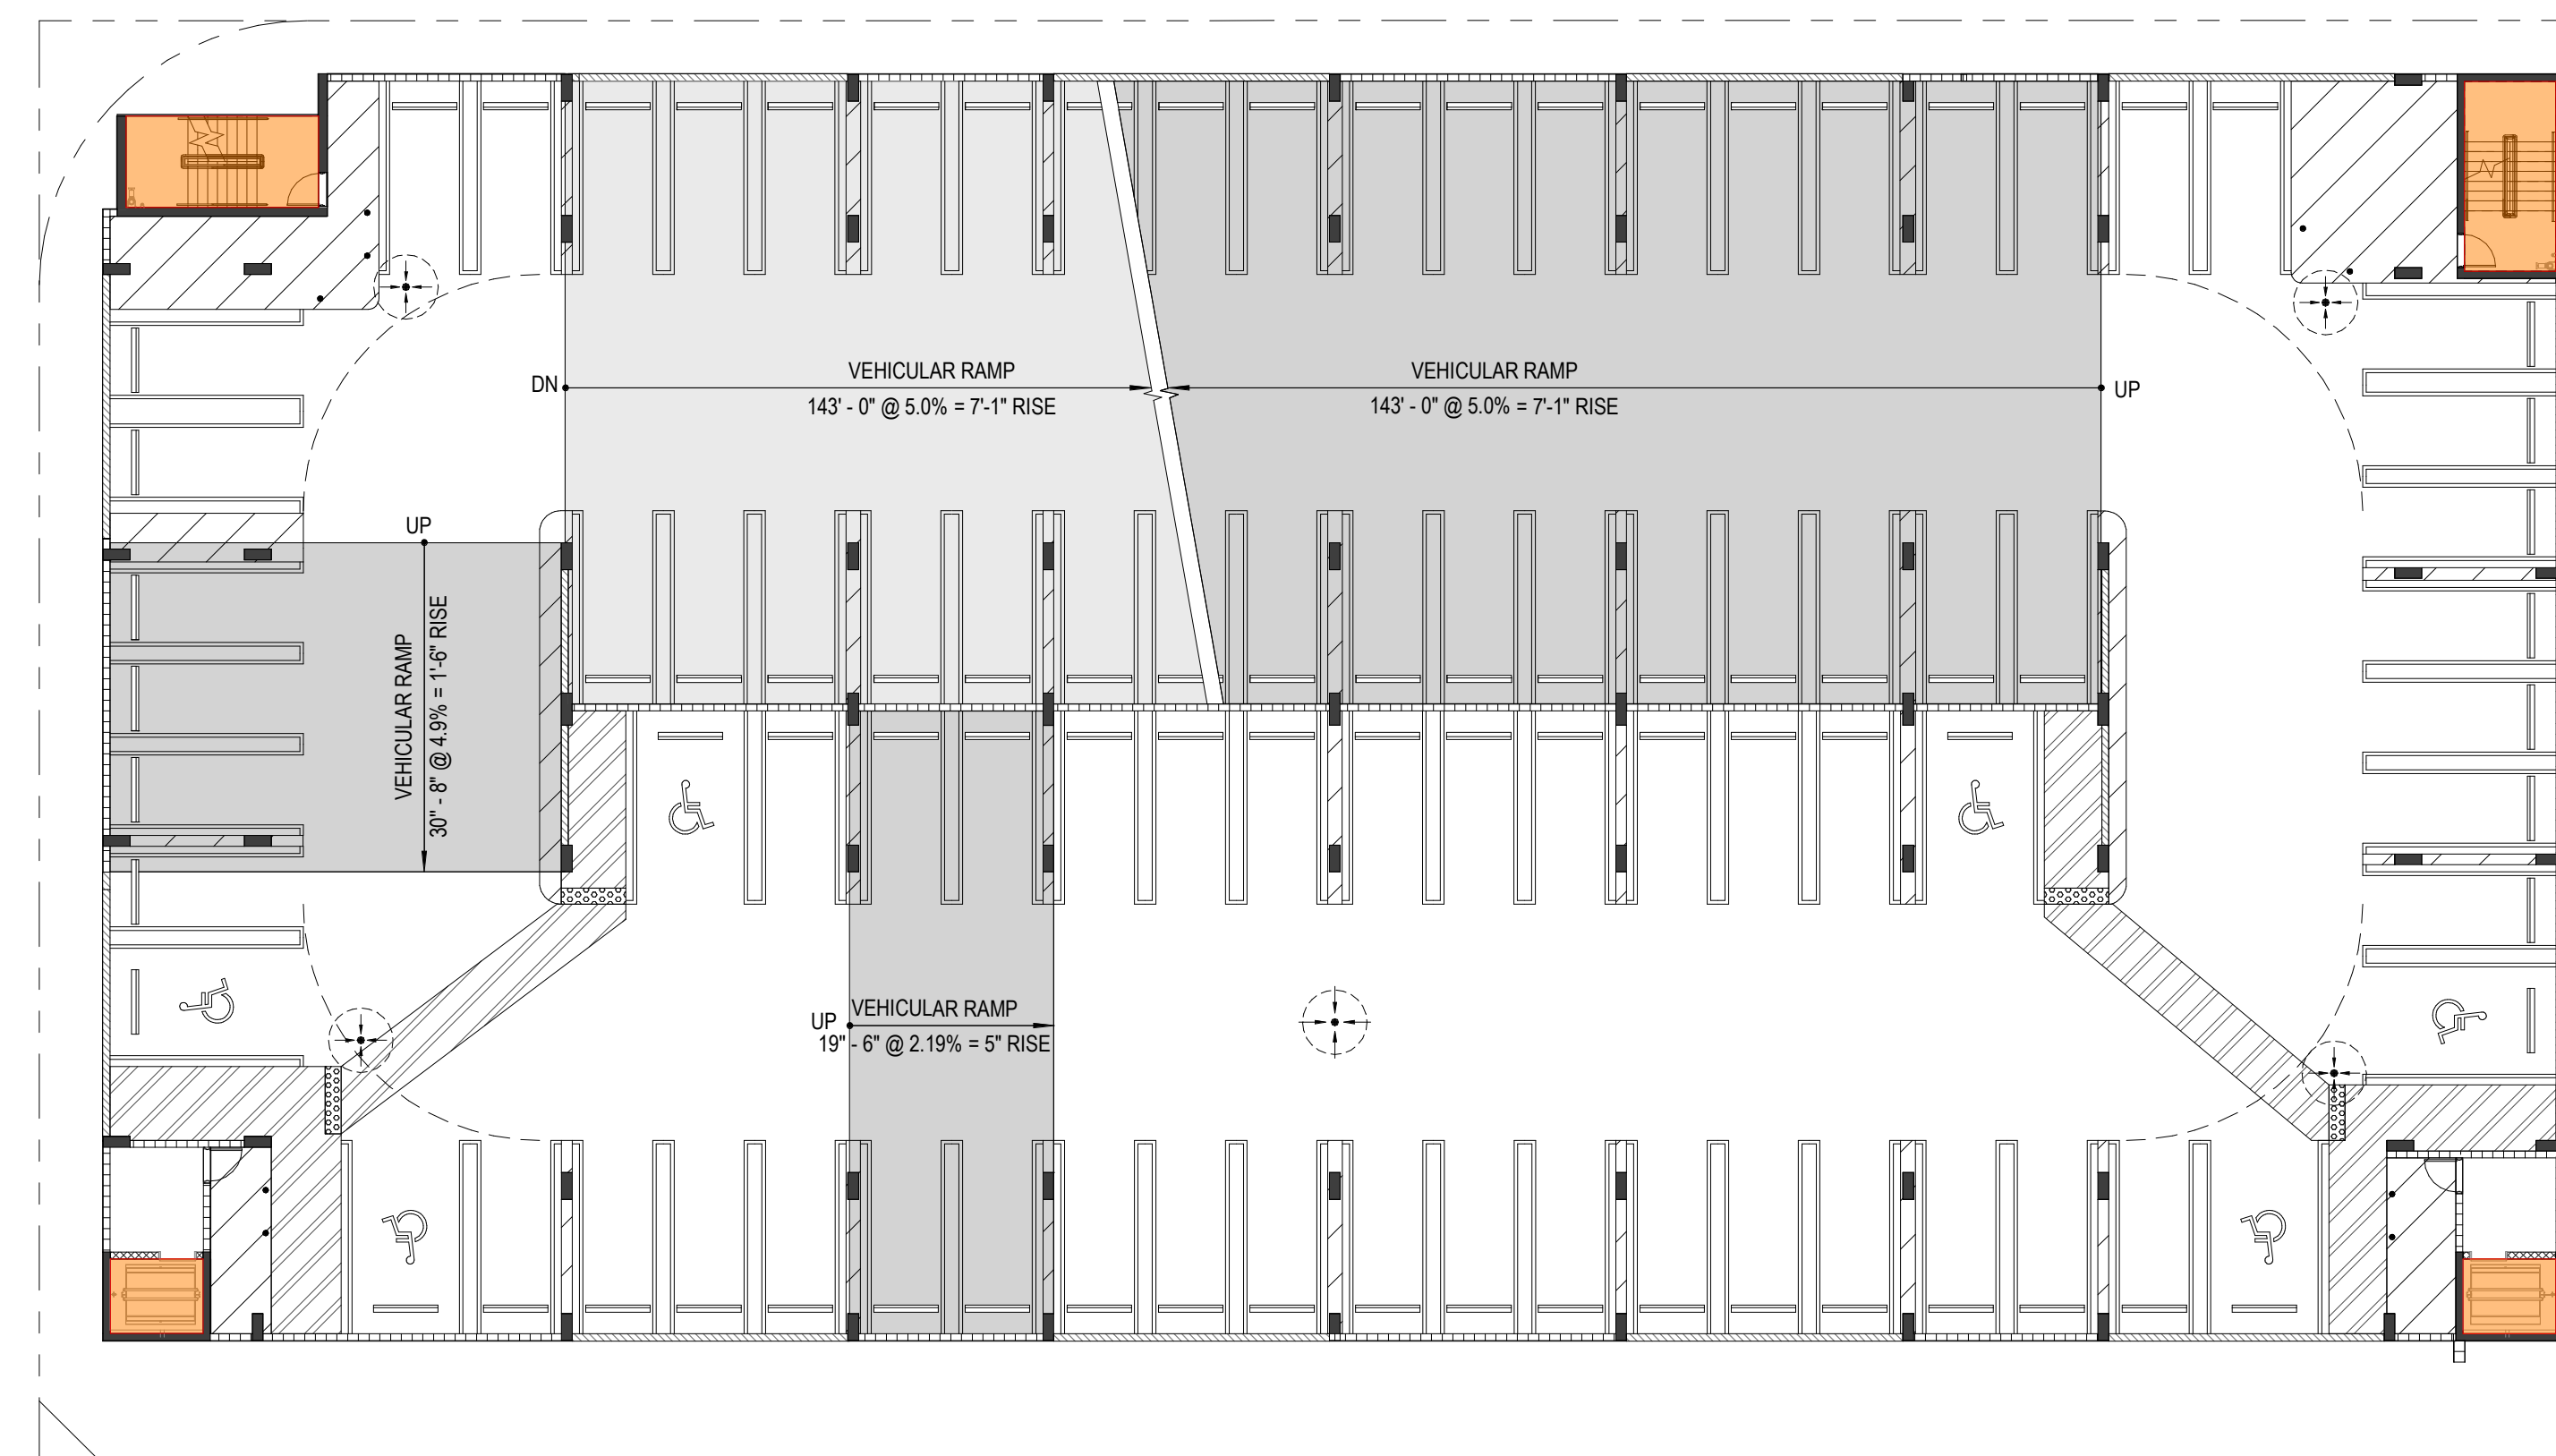 VEHICULAR RAMP
143' - 0" @ 5.0% = 7'-1" RISE
DN
VEHICULAR RAMP
143' - 0" @ 5.0% = 7'-1" RISE
UP
UP
VEHICULAR RAMP
30" - 8" @ 4.9% = 1'-6" RISE
UP
VEHICULAR RAMP
19" - 6" @ 2.19% = 5" RISE